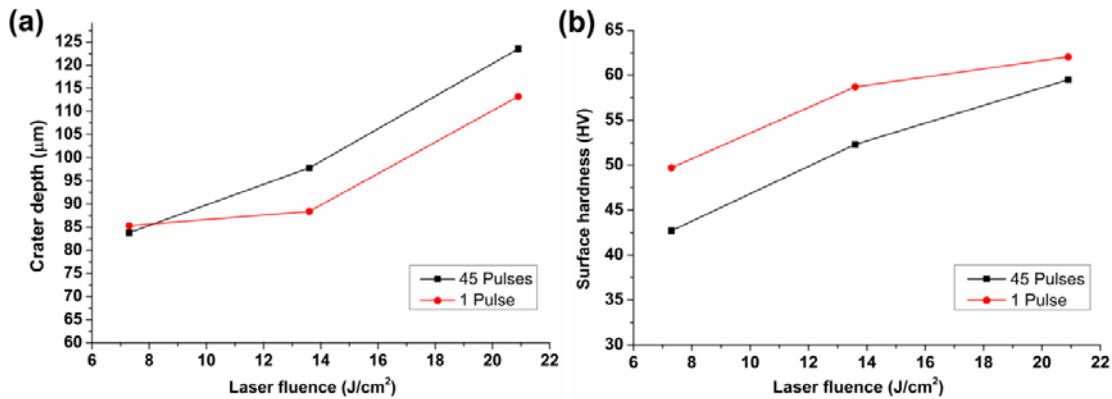 (a)
125
120
115
110
105
100
95
90
85
80
75
70
65
60
Crater depth (μm)
45 Pulses
1 Pulse
6 8 10 12 14 16 18 20 22
Laser fluence (J/cm²)
(b)
65
60
55
50
45
40
35
30
Surface hardness (HV)
45 Pulses
1 Pulse
6 8 10 12 14 16 18 20 22
Laser fluence (J/cm²)